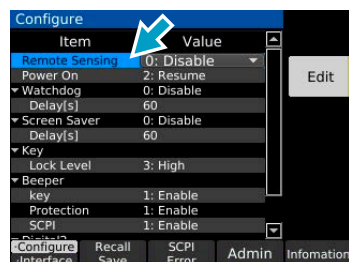 Configure
Item Value
Remote Sensing 0: Disable
Power On 2: Resume
Watchdog 0: Disable
Delay[s] 60
Screen Saver 0: Disable
Delay[s] 60
Key
Lock Level 3: High
Beeper
key 1: Enable
Protection 1: Enable
SCPI 1: Enable
Edit
Configure Recall SCPI Admin Infomation
Interface Save Error